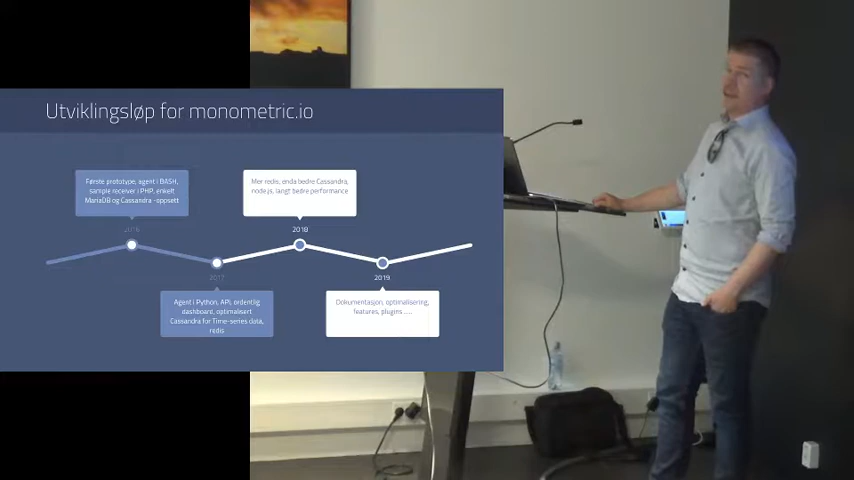 Utviklingsløp for monometric.io
Første prototype, agent i BASH,
sample receiver i PHP, enkelt
MariaDB og Cassandra -oppsett
2016
Mer redis, enda bedre Cassandra,
nodejs, langt bedre performance
2018
2017
Agent i Python, API, ordentlig
dashboard, optimalisert
Cassandra for Time-series data,
redis
2019
Dokumentasjon, optimalisering,
features, plugins .....